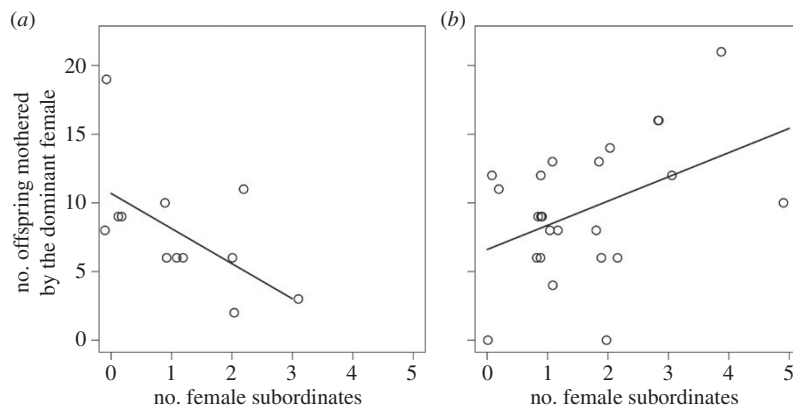 (a)
(b)
no. offspring mothered
by the dominant female
20
15
10
5
0
0 1 2 3 4 5
0 1 2 3 4 5
no. female subordinates
no. female subordinates